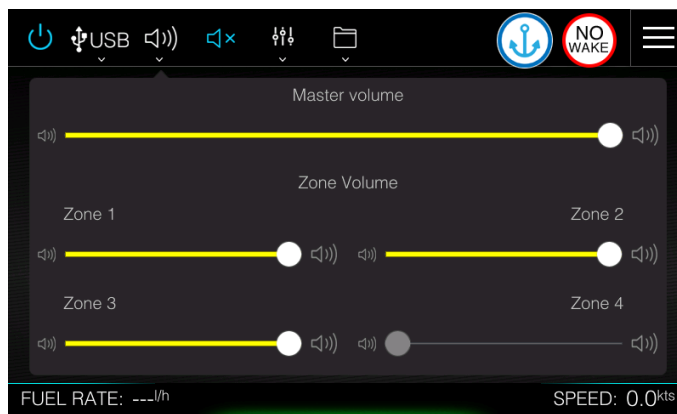 USB
NO
WAKE
Master volume
Zone Volume
Zone 1
Zone 2
Zone 3
Zone 4
FUEL RATE: ---l/h
SPEED: 0.0kts